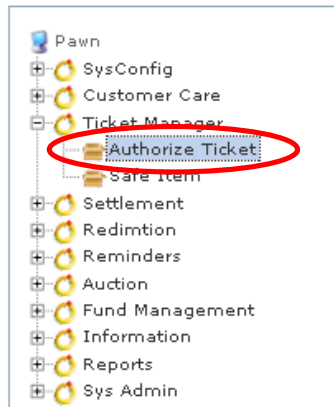 Pawn
SysConfig
Customer Care
Ticket Manager
Authorize Ticket
Safe Item
Settlement
Redimtion
Reminders
Auction
Fund Management
Information
Reports
Sys Admin